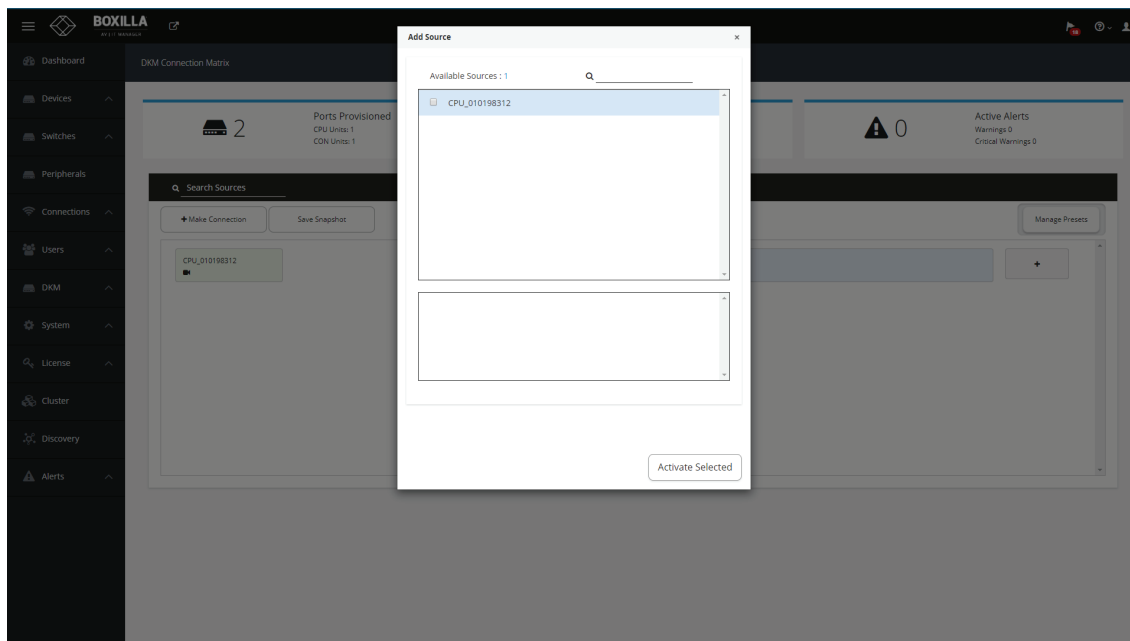 BOXILLA
Add Source
×
18
Dashboard
DKM Connection Matrix
Available Sources : 1
Devices
CPU_010198312
Ports Provisioned
2
CPU Units: 1
CON Units: 1
0
Active Alerts
Warnings 0
Critical Warnings 0
Switches
Peripherals
Search Sources
Connections
+ Make Connection
Save Snapshot
Manage Presets
Users
CPU_010198312
+
DKM
System
License
Cluster
Discovery
Activate Selected
Alerts